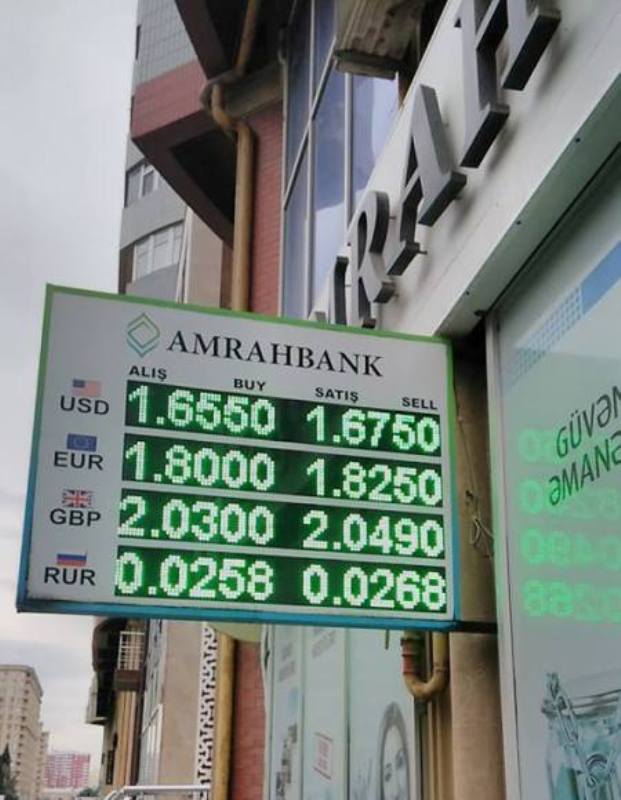 MRAH
AMRAHBANK
ALIŞ BUY SATIŞ SELL
USD 1.6550 1.6750
EUR 1.8000 1.8250
GBP 2.0300 2.0490
RUR 0.0258 0.0268